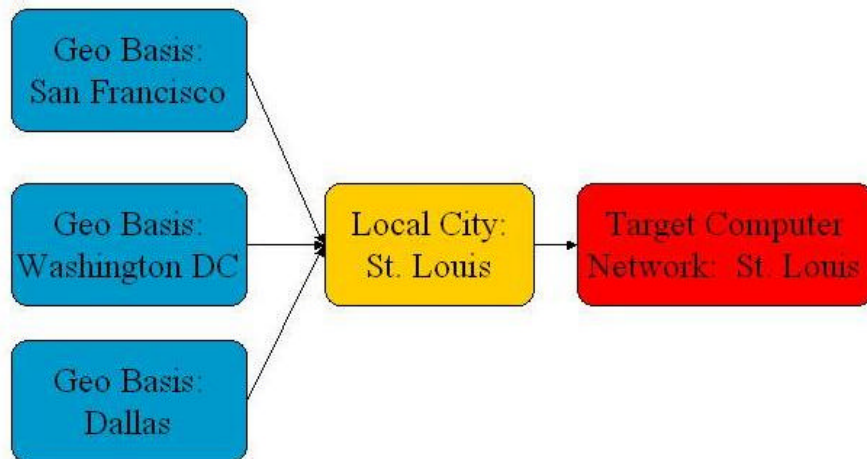 Geo Basis:
San Francisco
Geo Basis:
Washington DC
Geo Basis:
Dallas
Local City:
St. Louis
Target Computer
Network:  St. Louis